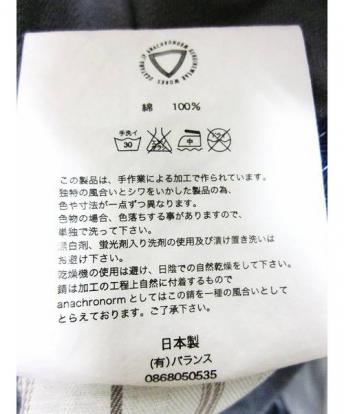 ANACHRONORM
綿 100%
手洗イ
30
中
この製品は、手作業による加工で作られています。
独特の風合いとシワをいかした製品の為、
色や寸法が一点ずつ異なります。
色物の場合、色落ちする事がありますので、
単独で洗って下さい。
漂白剤、蛍光剤入り洗剤の使用及び漬け置き洗いは
お避け下さい。
乾燥機の使用は避け、日陰での自然乾燥をして下さい。
錆は加工の工程上自然に付着するもので
anachronormとしてはこの錆を一種の風合いとして
とらえております。ご了承下さい。
日本製
(有)バランス
0868050535